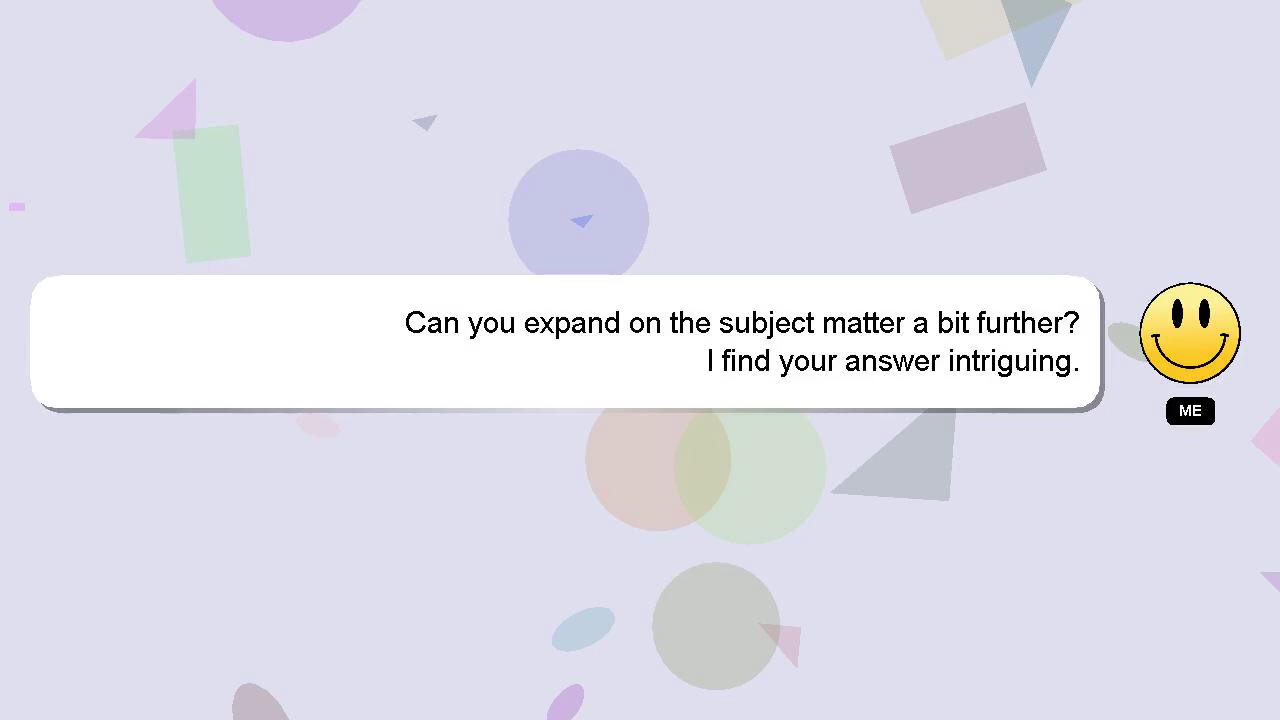 Can you expand on the subject matter a bit further?
I find your answer intriguing.
ME